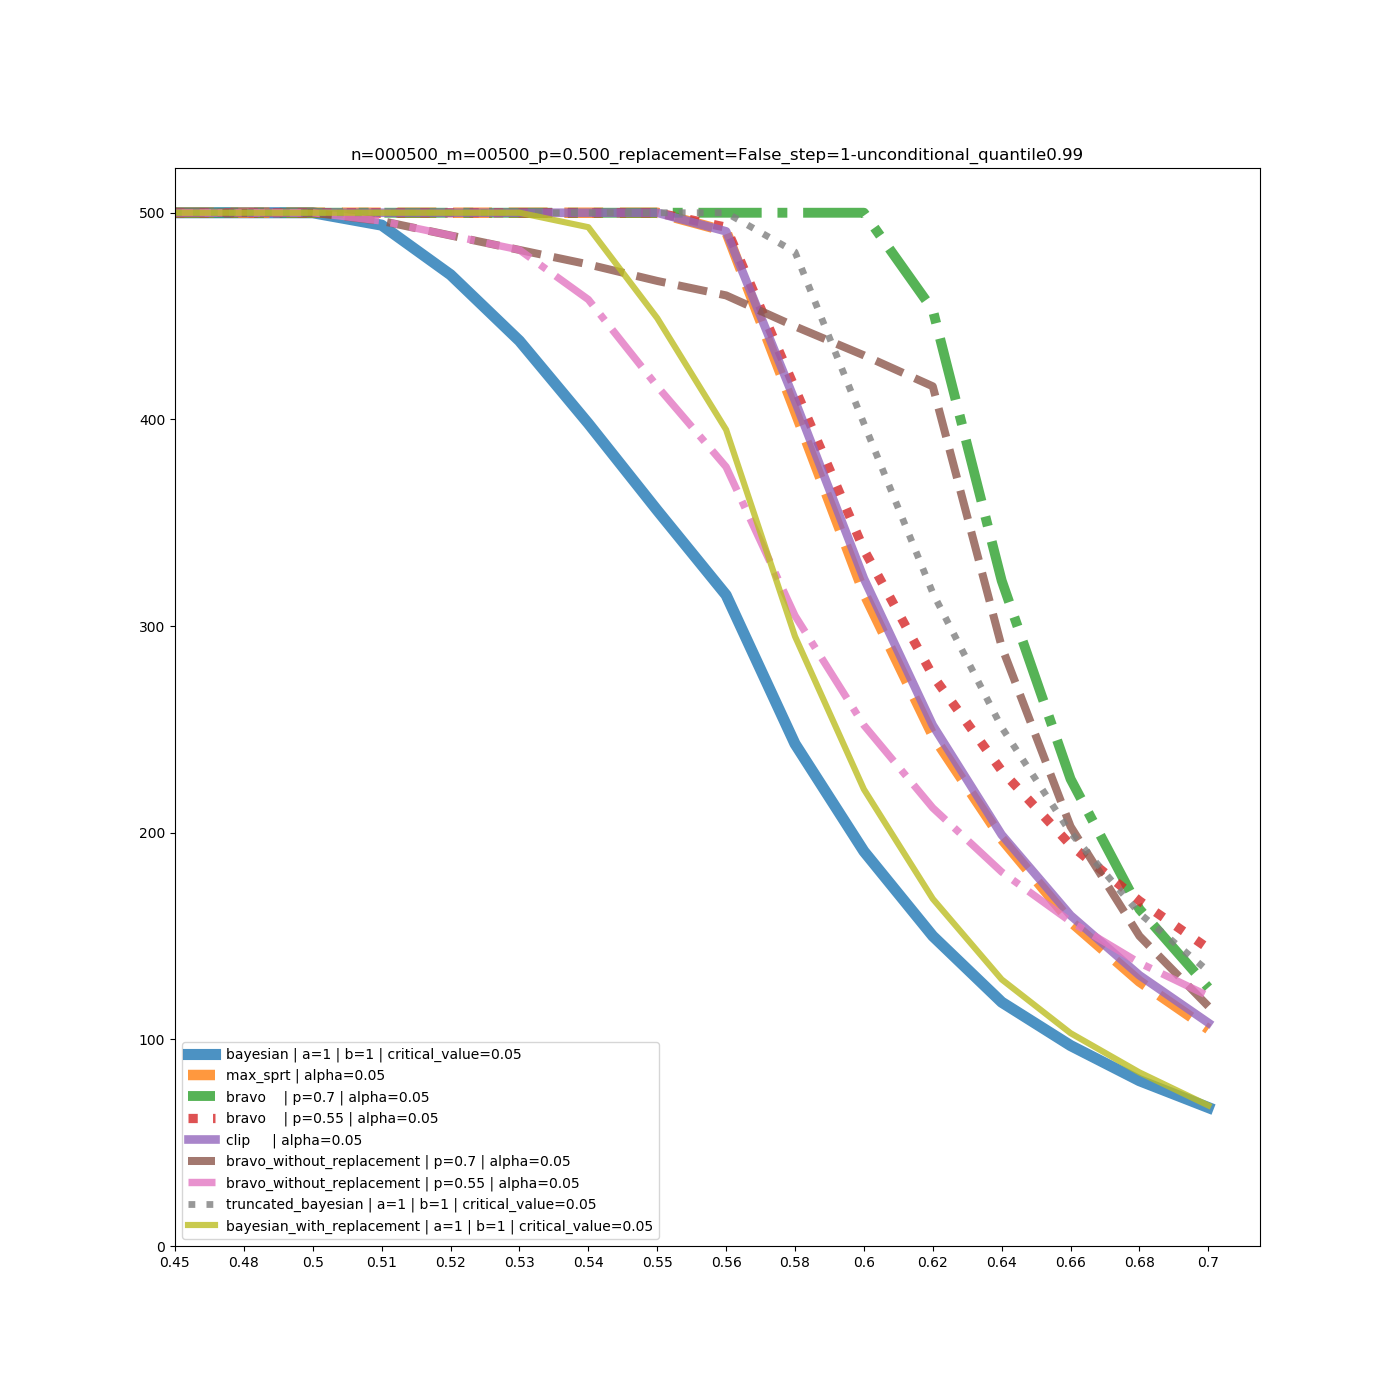 n=000500_m=00500_p=0.500_replacement=False_step=1-unconditional_quantile0.99
500
400
300
200
100
0
bayesian | a=1 | b=1 | critical_value=0.05
max_sprt | alpha=0.05
bravo    | p=0.7 | alpha=0.05
bravo    | p=0.55 | alpha=0.05
clip     | alpha=0.05
bravo_without_replacement | p=0.7 | alpha=0.05
bravo_without_replacement | p=0.55 | alpha=0.05
truncated_bayesian | a=1 | b=1 | critical_value=0.05
bayesian_with_replacement | a=1 | b=1 | critical_value=0.05
0.45 0.48 0.5 0.51 0.52 0.53 0.54 0.55 0.56 0.58 0.6 0.62 0.64 0.66 0.68 0.7